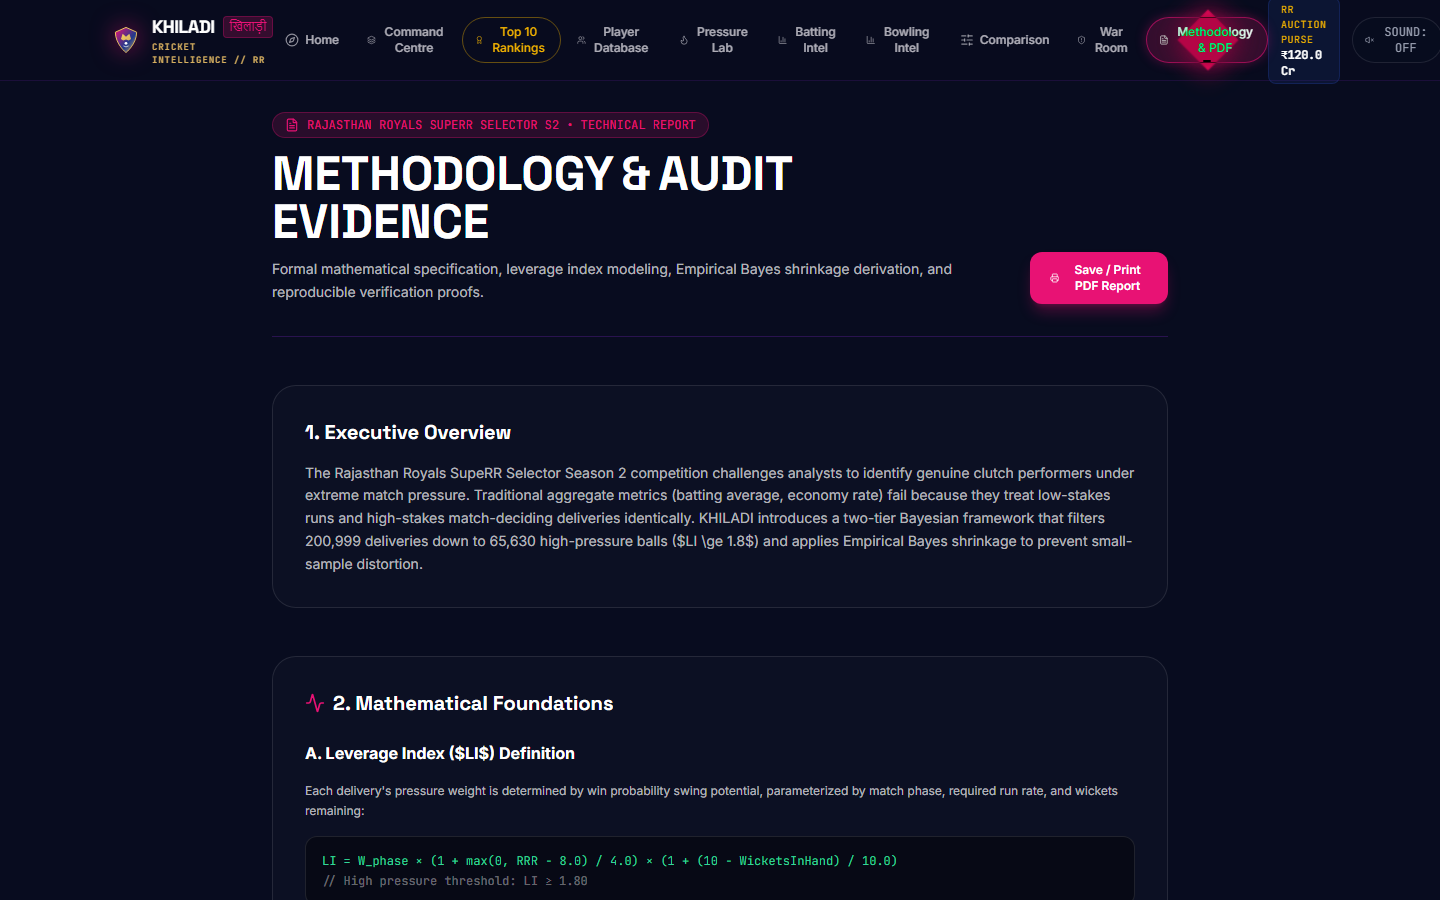 KHILADI खिलाड़ी
CRICKET
INTELLIGENCE // RR
Home
Command
Centre
Top 10
Rankings
Player
Database
Pressure
Lab
Batting
Intel
Bowling
Intel
Comparison
War
Room
Methodology
& PDF
RR
AUCTION
PURSE
₹120.0
Cr
SOUND:
OFF
RAJASTHAN ROYALS SUPERR SELECTOR S2 • TECHNICAL REPORT
METHODOLOGY & AUDIT
EVIDENCE
Formal mathematical specification, leverage index modeling, Empirical Bayes shrinkage derivation, and
reproducible verification proofs.
Save / Print
PDF Report
1. Executive Overview
The Rajasthan Royals SupeRR Selector Season 2 competition challenges analysts to identify genuine clutch performers under
extreme match pressure. Traditional aggregate metrics (batting average, economy rate) fail because they treat low-stakes
runs and high-stakes match-deciding deliveries identically. KHILADI introduces a two-tier Bayesian framework that filters
200,999 deliveries down to 65,630 high-pressure balls ($LI \ge 1.8$) and applies Empirical Bayes shrinkage to prevent small-
sample distortion.
2. Mathematical Foundations
A. Leverage Index ($LI$) Definition
Each delivery's pressure weight is determined by win probability swing potential, parameterized by match phase, required run rate, and wickets
remaining:
LI = W_phase × (1 + max(0, RRR - 8.0) / 4.0) × (1 + (10 - WicketsInHand) / 10.0)
// High pressure threshold: LI ≥ 1.80